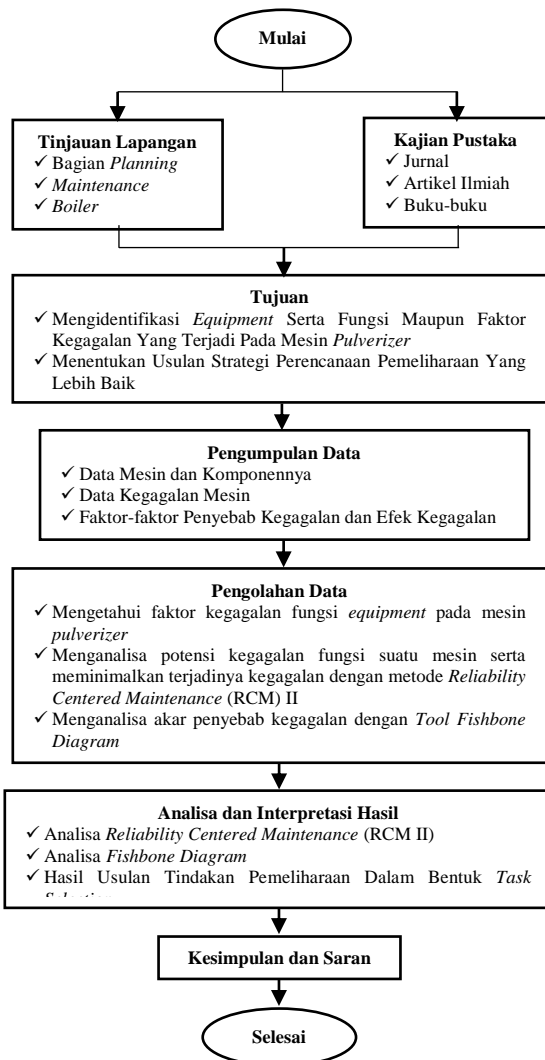 Mulai
Tinjauan Lapangan
✓ Bagian Planning
✓ Maintenance
✓ Boiler
Kajian Pustaka
✓ Jurnal
✓ Artikel Ilmiah
✓ Buku-buku
Tujuan
✓ Mengidentifikasi Equipment Serta Fungsi Maupun Faktor
Kegagalan Yang Terjadi Pada Mesin Pulverizer
✓ Menentukan Usulan Strategi Perencanaan Pemeliharaan Yang
Lebih Baik
Pengumpulan Data
✓ Data Mesin dan Komponennya
✓ Data Kegagalan Mesin
✓ Faktor-faktor Penyebab Kegagalan dan Efek Kegagalan
Pengolahan Data
✓ Mengetahui faktor kegagalan fungsi equipment pada mesin
pulverizer
✓ Menganalisa potensi kegagalan fungsi suatu mesin serta
meminimalkan terjadinya kegagalan dengan metode Reliability
Centered Maintenance (RCM) II
✓ Menganalisa akar penyebab kegagalan dengan Tool Fishbone
Diagram
Analisa dan Interpretasi Hasil
✓ Analisa Reliability Centered Maintenance (RCM II)
✓ Analisa Fishbone Diagram
✓ Hasil Usulan Tindakan Pemeliharaan Dalam Bentuk Task
Kesimpulan dan Saran
Selesai